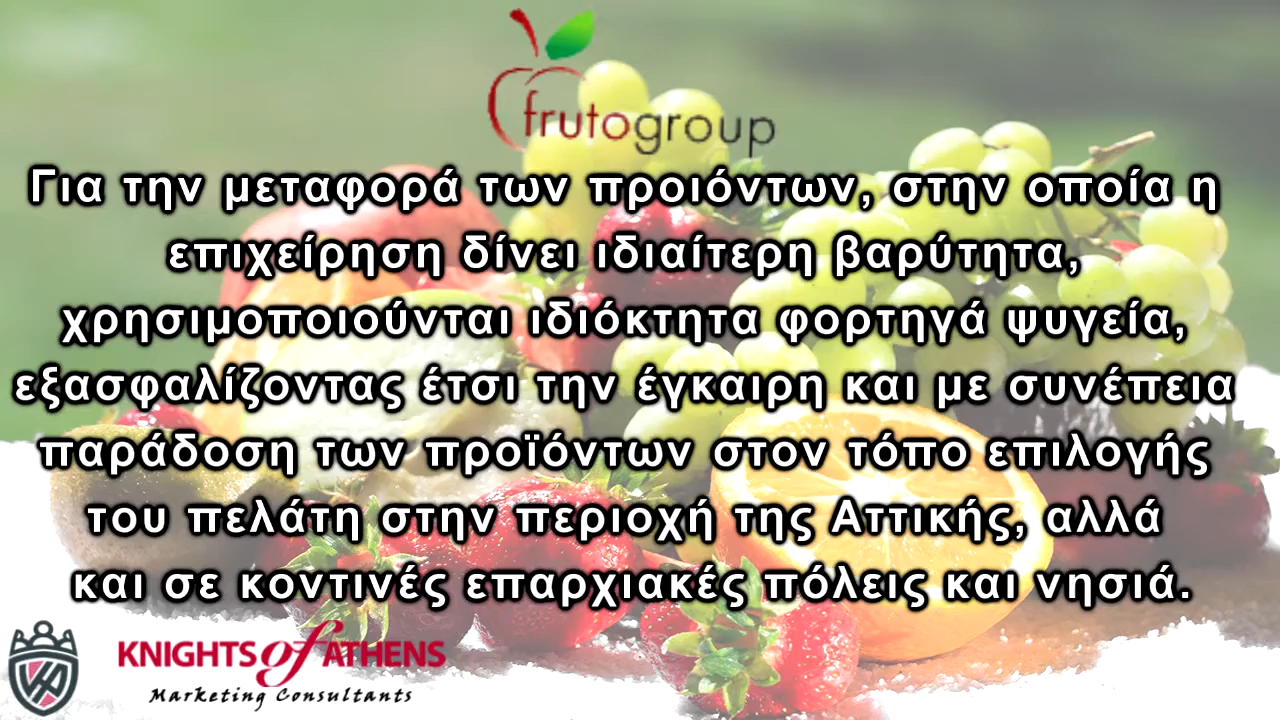 frutogroup
Για την μεταφορά των προιόντων, στην οποία η
επιχείρηση δίνει ιδιαίτερη βαρύτητα,
χρησιμοποιούνται ιδιόκτητα φορτηγά ψυγεία,
εξασφαλίζοντας έτσι την έγκαιρη και με συνέπεια
παράδοση των προϊόντων στον τόπο επιλογής
του πελάτη στην περιοχή της Αττικής, αλλά
και σε κοντινές επαρχιακές πόλεις και νησιά.
KNIGHTS of ATHENS
Marketing Consultants